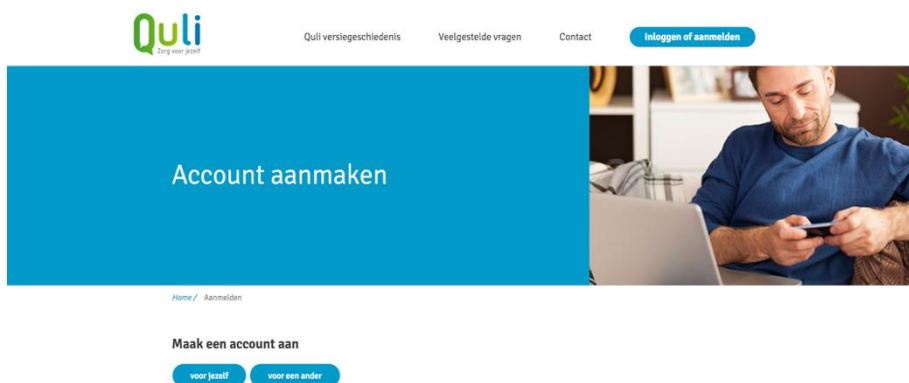 Quli
Zorg voor jezelf
Quli versiegeschiedenis
Veelgestelde vragen
Contact
Inloggen of aanmelden
Account aanmaken
Home / Aanmelden
Maak een account aan
voor jezelf
voor een ander